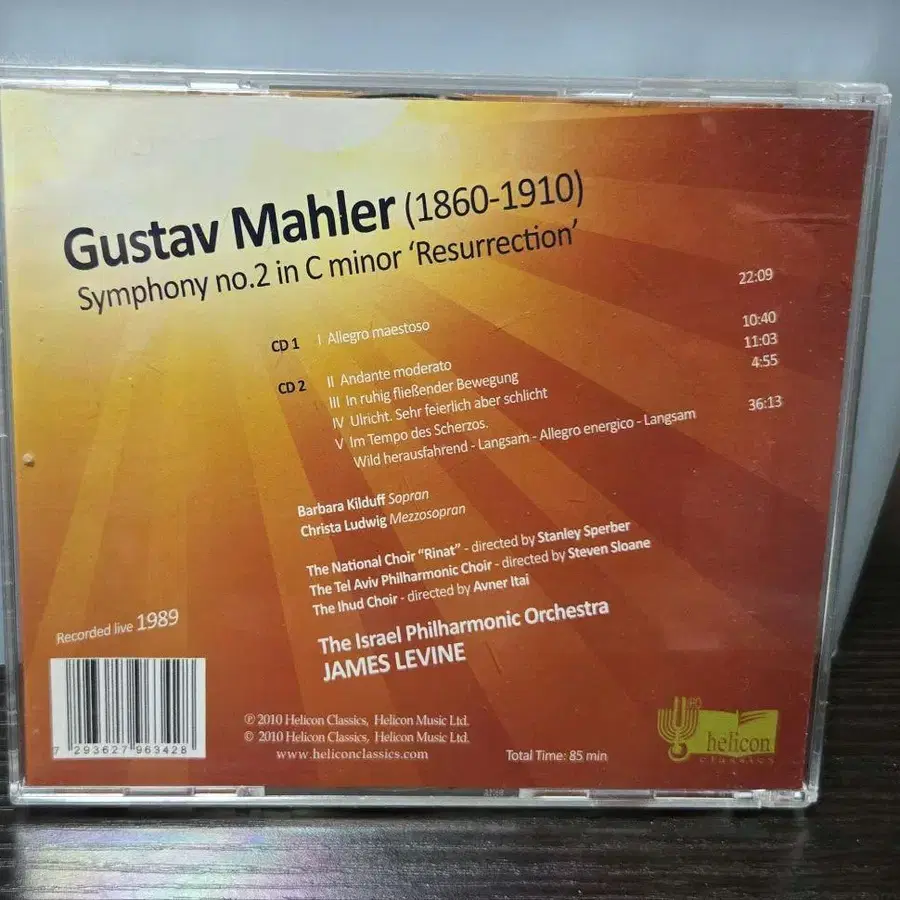 Gustav Mahler (1860-1910)
Symphony no.2 in C minor ‘Resurrection’
CD 1 I Allegro maestoso 22:09
CD 2 II Andante moderato 10:40
III In ruhig fließender Bewegung 11:03
IV Ulricht. Sehr feierlich aber schlicht 4:55
V Im Tempo des Scherzos.
Wild herausfahrend - Langsam - Allegro energico - Langsam 36:13
Barbara Kilduff Sopran
Christa Ludwig Mezzosopran
The National Choir "Rinat" - directed by Stanley Sperber
The Tel Aviv Philharmonic Choir - directed by Steven Sloane
The Ihud Choir - directed by Avner Itai
The Israel Philharmonic Orchestra
JAMES LEVINE
Recorded live 1989
7 293627 963428
℗ 2010 Helicon Classics, Helicon Music Ltd.
© 2010 Helicon Classics, Helicon Music Ltd.
www.heliconclassics.com
Total Time: 85 min
helicon
classics